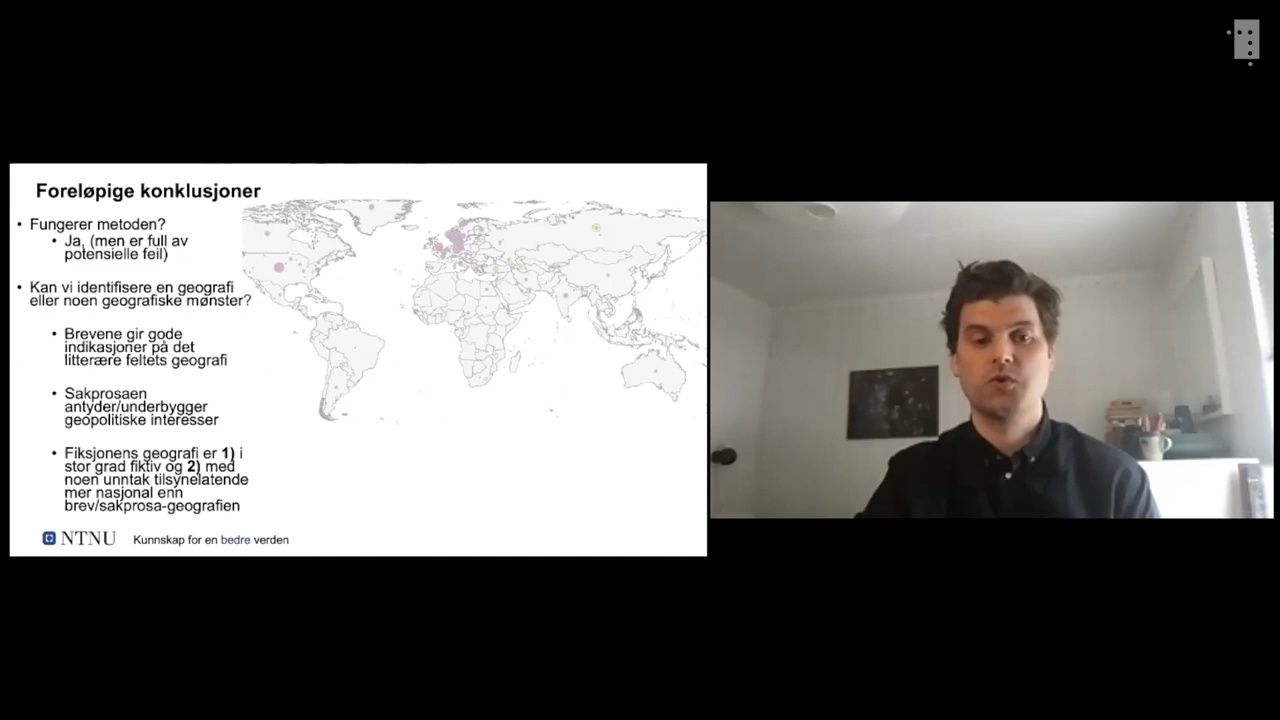 Foreløpige konklusjoner
• Fungerer metoden?
• Ja, (men er full av
potensielle feil)
• Kan vi identifisere en geografi
eller noen geografiske mønster?
• Brevene gir gode
indikasjoner på det
litterære feltets geografi
• Sakprosaen
antyder/underbygger
geopolitiske interesser
• Fiksjonens geografi er 1) i
stor grad fiktiv og 2) med
noen unntak tilsynelatende
mer nasjonal enn
brev/sakprosa-geografien
NTNU Kunnskap for en bedre verden